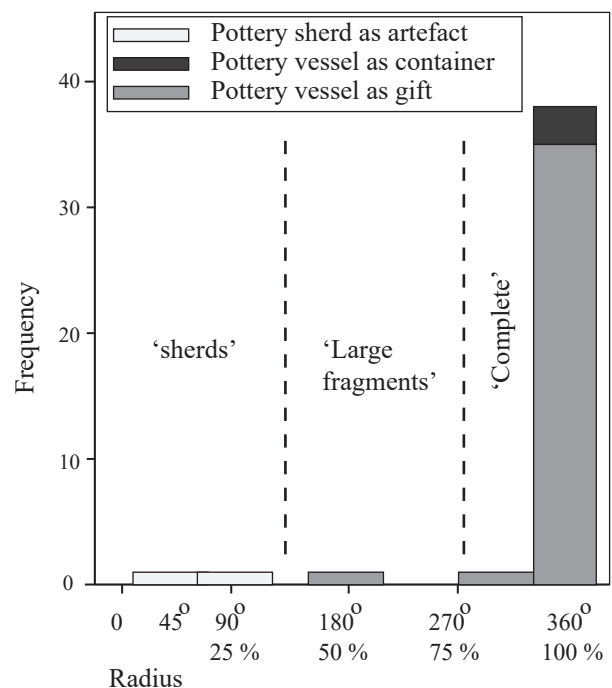 Pottery sherd as artefact
Pottery vessel as container
Pottery vessel as gift
40
30
20
10
0
Frequency
‘sherds’
‘Large
fragments’
‘Complete’
0 45° 90° 180° 270° 360°
25 % 50 % 75 % 100 %
Radius